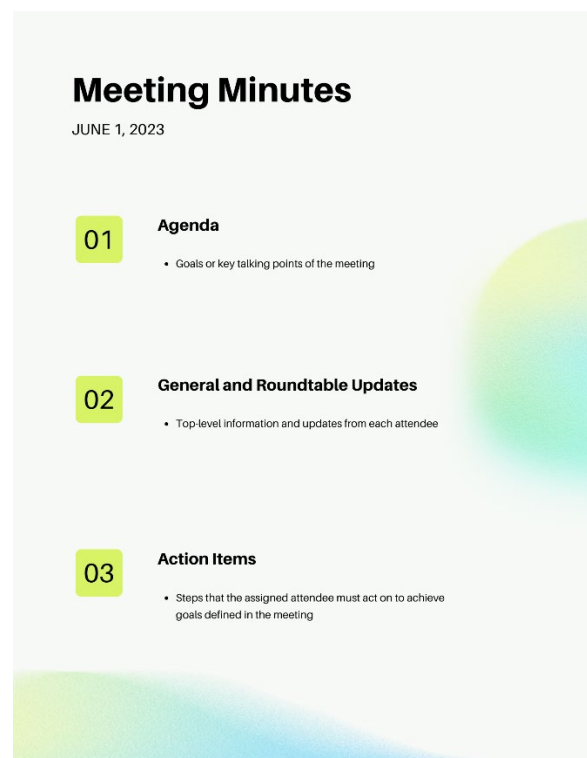 Meeting Minutes
JUNE 1, 2023
01
Agenda
• Goals or key talking points of the meeting
02
General and Roundtable Updates
• Top-level information and updates from each attendee
03
Action Items
• Steps that the assigned attendee must act on to achieve
goals defined in the meeting